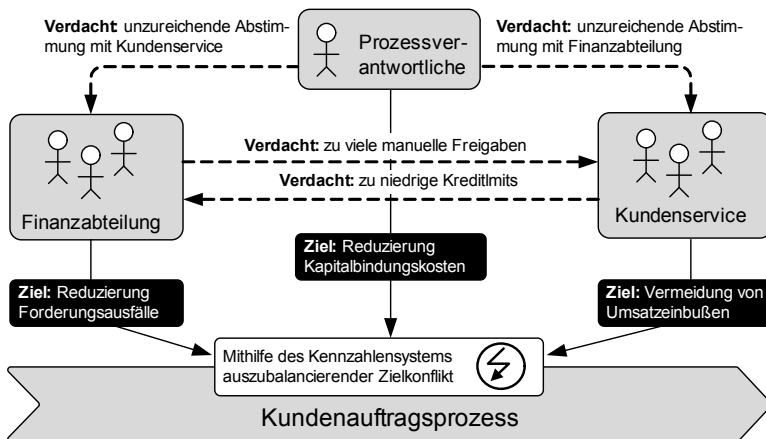 Verdacht: unzureichende Abstim-
mung mit Kundenservice
Prozessver-
antwortliche
Verdacht: unzureichende Abstim-
mung mit Finanzabteilung
Verdacht: zu viele manuelle Freigaben
Verdacht: zu niedrige Kreditlmits
Finanzabteilung
Kundenservice
Ziel: Reduzierung
Forderungsausfälle
Ziel: Reduzierung
Kapitalbindungskosten
Ziel: Vermeidung von
Umsatzeinbußen
Mithilfe des Kennzahlensystems
auszubalancierender Zielkonflikt
Kundenauftragsprozess